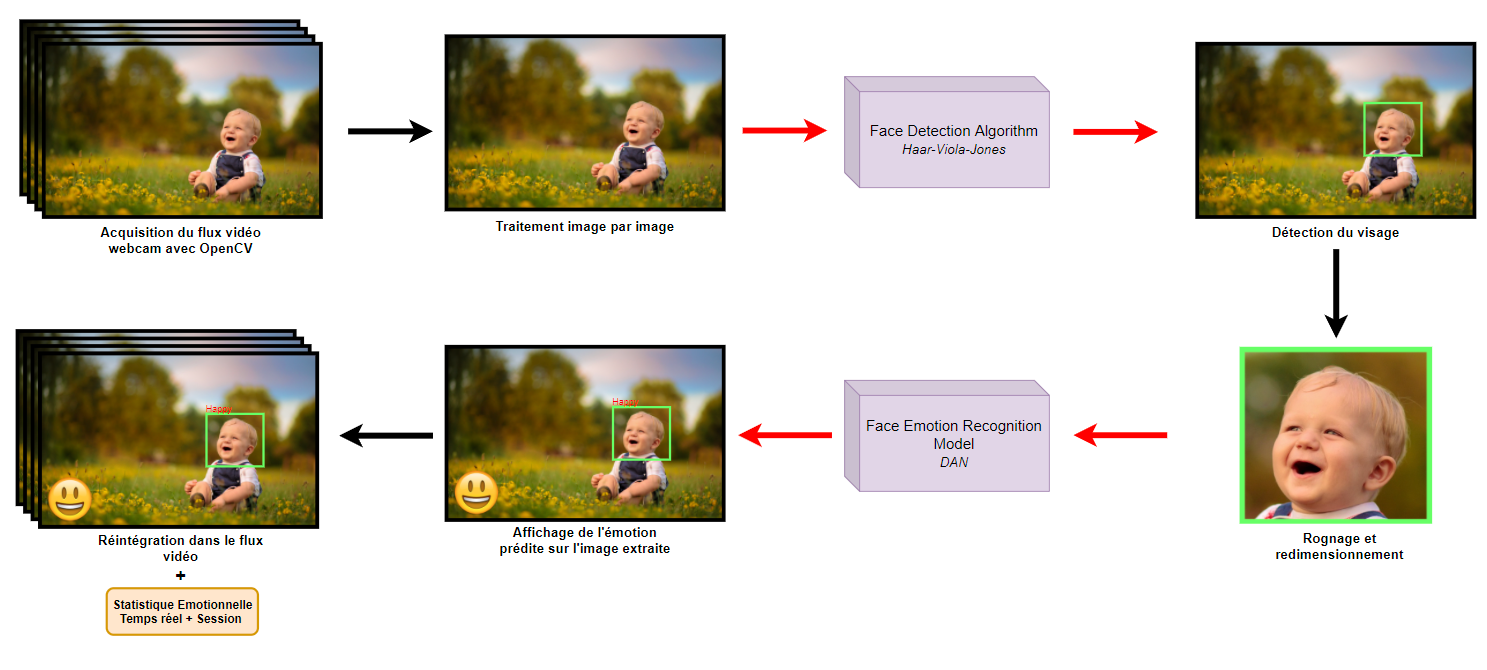 Acquisition du flux vidéo
webcam avec OpenCV
Traitement image par image
Face Detection Algorithm
Haar-Viola-Jones
Détection du visage
Rognage et
redimensionnement
Face Emotion Recognition
Model
DAN
Happy
Affichage de l'émotion
prédite sur l'image extraite
Happy
Réintégration dans le flux
vidéo
+
Statistique Emotionnelle
Temps réel + Session